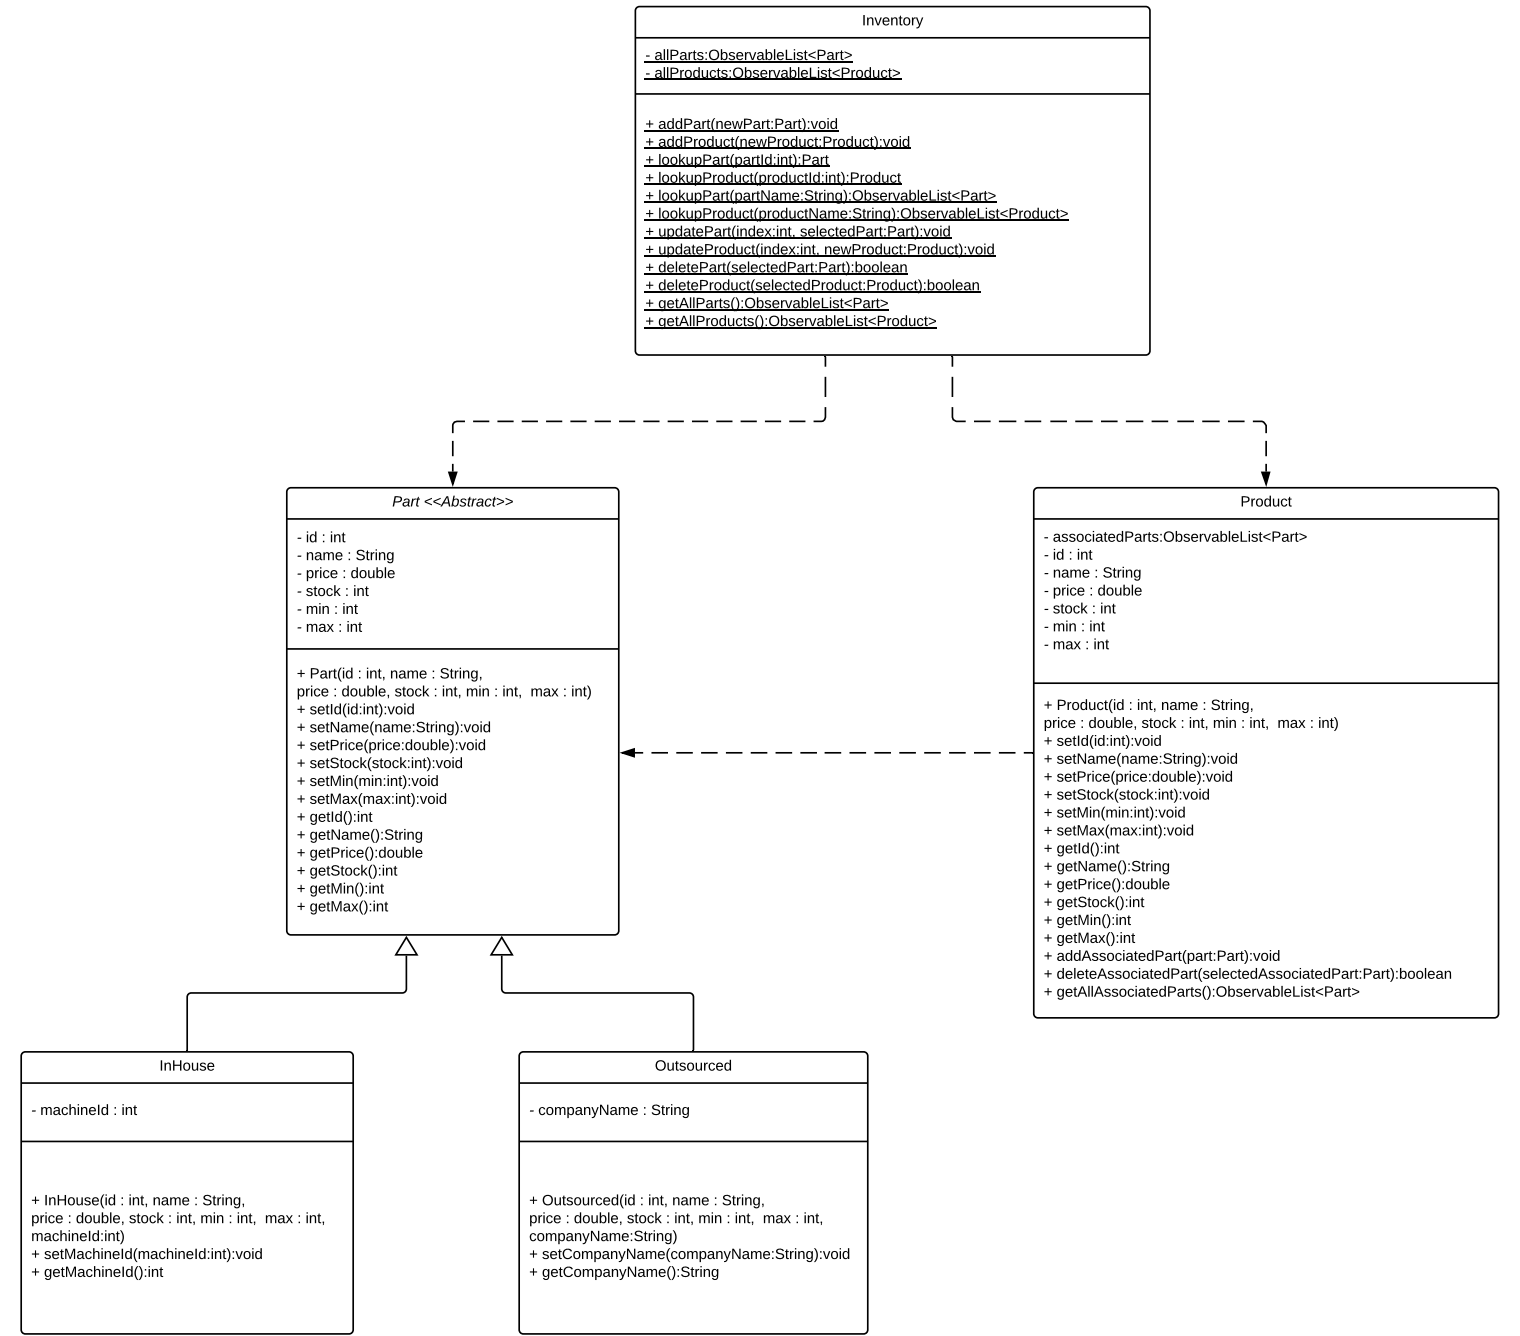 Inventory
- allParts:ObservableList<Part>
- allProducts:ObservableList<Product>
+ addPart(newPart:Part):void
+ addProduct(newProduct:Product):void
+ lookupPart(partId:int):Part
+ lookupProduct(productId:int):Product
+ lookupPart(partName:String):ObservableList<Part>
+ lookupProduct(productName:String):ObservableList<Product>
+ updatePart(index:int, selectedPart:Part):void
+ updateProduct(index:int, newProduct:Product):void
+ deletePart(selectedPart:Part):boolean
+ deleteProduct(selectedProduct:Product):boolean
+ getAllParts():ObservableList<Part>
+ getAllProducts():ObservableList<Product>
Part <<Abstract>>
- id : int
- name : String
- price : double
- stock : int
- min : int
- max : int
+ Part(id : int, name : String,
price : double, stock : int, min : int,  max : int)
+ setId(id:int):void
+ setName(name:String):void
+ setPrice(price:double):void
+ setStock(stock:int):void
+ setMin(min:int):void
+ setMax(max:int):void
+ getId():int
+ getName():String
+ getPrice():double
+ getStock():int
+ getMin():int
+ getMax():int
Product
- associatedParts:ObservableList<Part>
- id : int
- name : String
- price : double
- stock : int
- min : int
- max : int
+ Product(id : int, name : String,
price : double, stock : int, min : int,  max : int)
+ setId(id:int):void
+ setName(name:String):void
+ setPrice(price:double):void
+ setStock(stock:int):void
+ setMin(min:int):void
+ setMax(max:int):void
+ getId():int
+ getName():String
+ getPrice():double
+ getStock():int
+ getMin():int
+ getMax():int
+ addAssociatedPart(part:Part):void
+ deleteAssociatedPart(selectedAssociatedPart:Part):boolean
+ getAllAssociatedParts():ObservableList<Part>
InHouse
- machineId : int
+ InHouse(id : int, name : String,
price : double, stock : int, min : int,  max : int,
machineId:int)
+ setMachineId(machineId:int):void
+ getMachineId():int
Outsourced
- companyName : String
+ Outsourced(id : int, name : String,
price : double, stock : int, min : int,  max : int,
companyName:String)
+ setCompanyName(companyName:String):void
+ getCompanyName():String